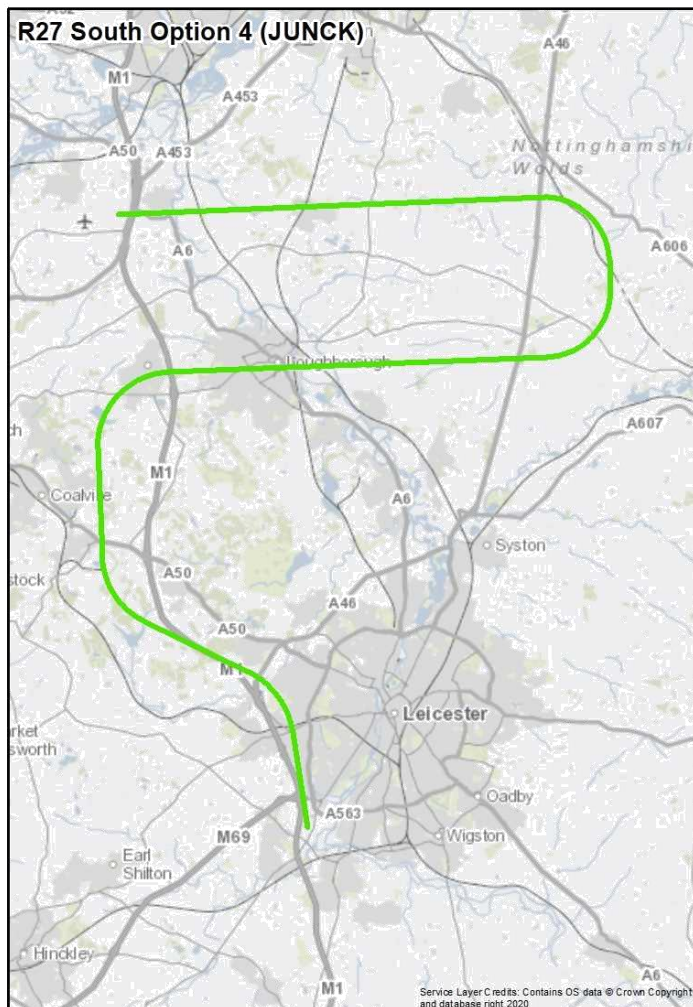 R27 South Option 4 (JUNCK)
A46
M1
A453
Nottinghamshi
Wolds
A50
A453
A6
A606
Loughborough
A607
M1
Coalville
A6
Syston
A50
stock
A46
A50
M1
Leicester
arket
sworth
Oadby
A563
M69
Wigston
Earl
Shilton
Hinckley
A6
M1
Service Layer Credits: Contains OS data © Crown Copyright
and database right 2020